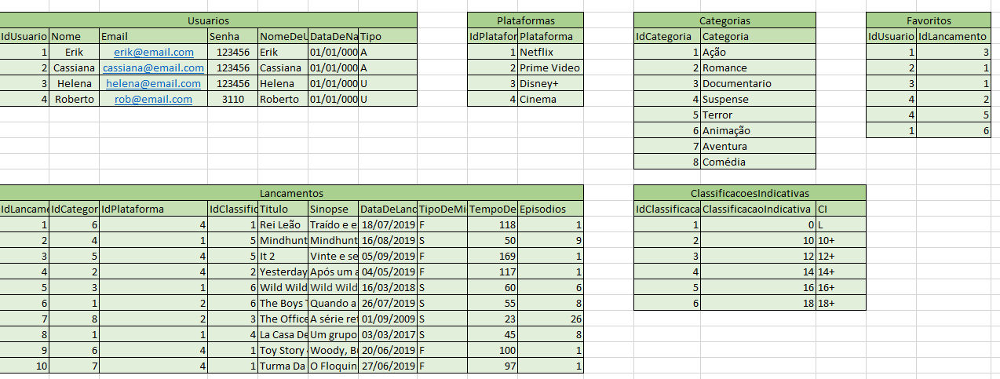 Usuarios Plataformas Categorias Favoritos
IdUsuario Nome Email Senha NomeDeU DataDeNa Tipo IdPlatafor Plataforma IdCategoria Categoria IdUsuario IdLancamento
1 Erik erik@email.com 123456 Erik 01/01/000 A 1 Netflix 1 Ação 1 3
2 Cassiana cassiana@email.com 123456 Cassiana 01/01/000 A 2 Prime Video 2 Romance 2 1
3 Helena helena@email.com 123456 Helena 01/01/000 U 3 Disney+ 3 Documentario 3 1
4 Roberto rob@email.com 3110 Roberto 01/01/000 U 4 Cinema 4 Suspense 4 2
5 Terror 4 5
6 Animação 1 6
7 Aventura
8 Comédia
Lancamentos ClassificacoesIndicativas
IdLancame IdCategor IdPlataforma IdClassific Titulo Sinopse DataDeLanc TipoDeMi TempoDe Episodios IdClassificaca ClassificacaoIndicativa CI
1 6 4 1 Rei Leão Traído e e 18/07/2019 F 118 1 1 0 L
2 4 1 5 Mindhunt Mindhunt 16/08/2019 S 50 9 2 10 10+
3 5 4 5 It 2 Vinte e se 05/09/2019 F 169 1 3 12 12+
4 2 4 2 Yesterday Após um a 04/05/2019 F 117 1 4 14 14+
5 3 1 6 Wild Wild Wild Wild 16/03/2018 S 60 6 5 16 16+
6 1 2 6 The Boys T Quando a 26/07/2019 S 55 8 6 18 18+
7 8 2 3 The Office A série ret 01/09/2009 S 23 26
8 1 1 4 La Casa De Um grupo 03/03/2017 S 45 8
9 6 4 1 Toy Story Woody, Bu 20/06/2019 F 100 1
10 7 4 1 Turma Da O Floquin 27/06/2019 F 97 1